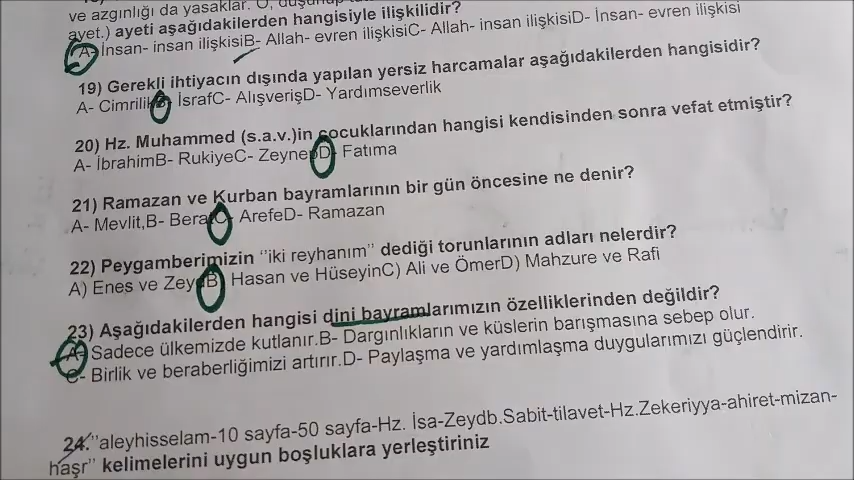 ve azgınlığı da yasaklar. O,
ayet.) ayeti aşağıdakilerden hangisiyle ilişkilidir?
A- İnsan- insan ilişkisiB- Allah- evren ilişkisiC- Allah- insan ilişkisiD- İnsan- evren ilişkisi
19) Gerekli ihtiyacın dışında yapılan yersiz harcamalar aşağıdakilerden hangisidir?
A- CimrilikB- İsrafC- AlışverişD- Yardımseverlik
20) Hz. Muhammed (s.a.v.)in çocuklarından hangisi kendisinden sonra vefat etmiştir?
A- İbrahimB- RukiyeC- ZeynepD- Fatıma
21) Ramazan ve Kurban bayramlarının bir gün öncesine ne denir?
A- Mevlit,B- BeratC- ArefeD- Ramazan
22) Peygamberimizin "iki reyhanım" dediği torunlarının adları nelerdir?
A) Enes ve ZeydB) Hasan ve HüseyinC) Ali ve ÖmerD) Mahzure ve Rafi
23) Aşağıdakilerden hangisi dini bayramlarımızın özelliklerinden değildir?
A- Sadece ülkemizde kutlanır.B- Dargınlıkların ve küslerin barışmasına sebep olur.
C- Birlik ve beraberliğimizi artırır.D- Paylaşma ve yardımlaşma duygularımızı güçlendirir.
24."aleyhisselam-10 sayfa-50 sayfa-Hz. İsa-Zeydb.Sabit-tilavet-Hz.Zekeriyya-ahiret-mizan-
haşr" kelimelerini uygun boşluklara yerleştiriniz